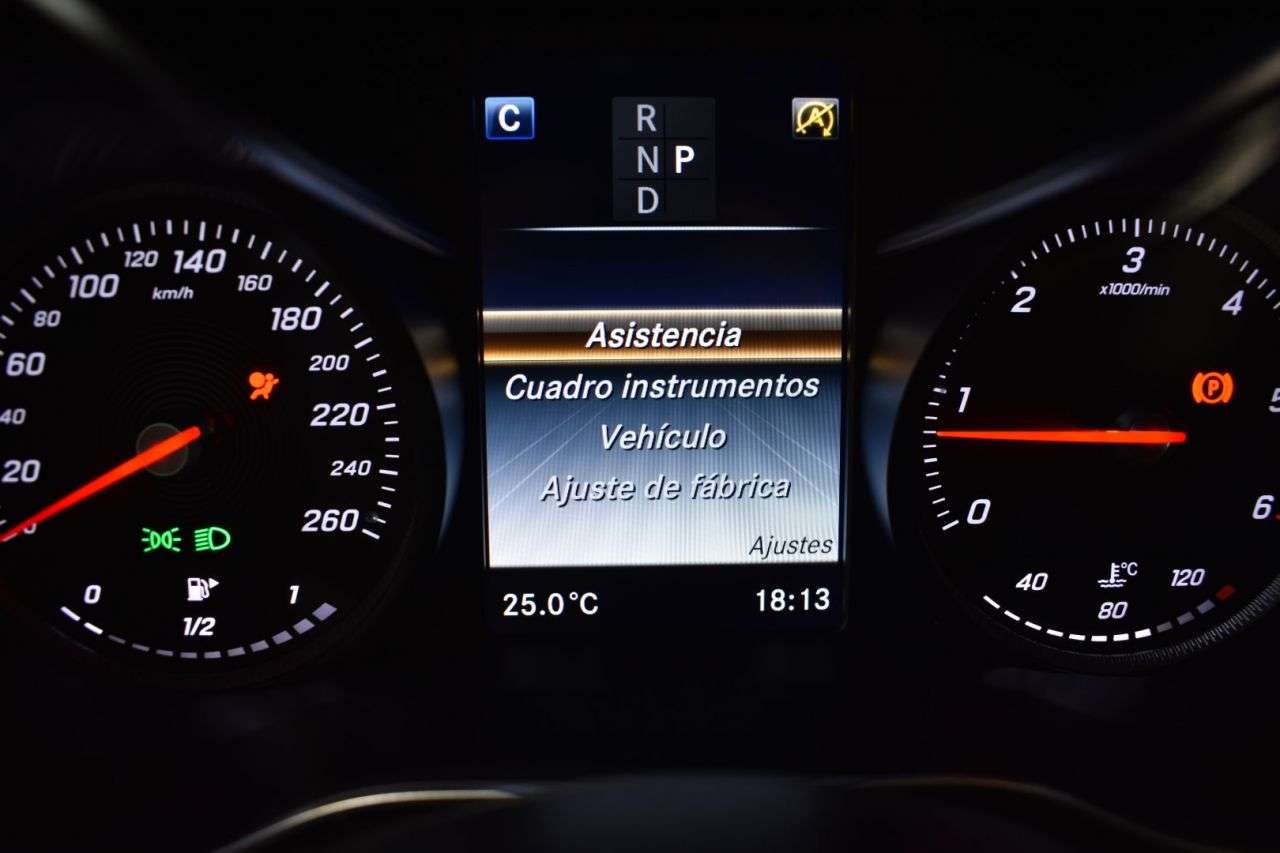 C
R
N P
D
A
Asistencia
Cuadro instrumentos
Vehículo
Ajuste de fábrica
Ajustes
25.0°C
18:13
0
20
40
60
80
100
120
140
160
180
200
220
240
260
km/h
0
1/2
1
0
1
2
3
4
5
6
x1000/min
P
°C
40
80
120